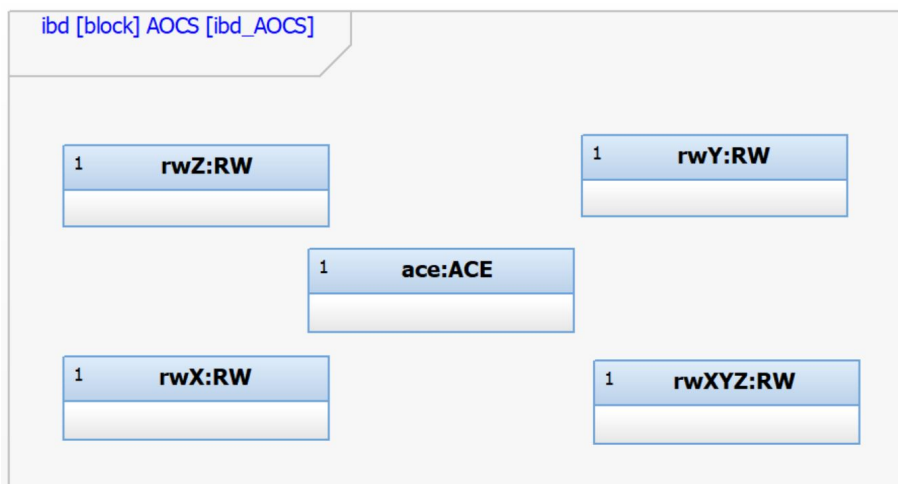 ibd [block] AOCS [ibd_AOCS]
1 rwZ:RW
1 rwY:RW
1 ace:ACE
1 rwX:RW
1 rwXYZ:RW